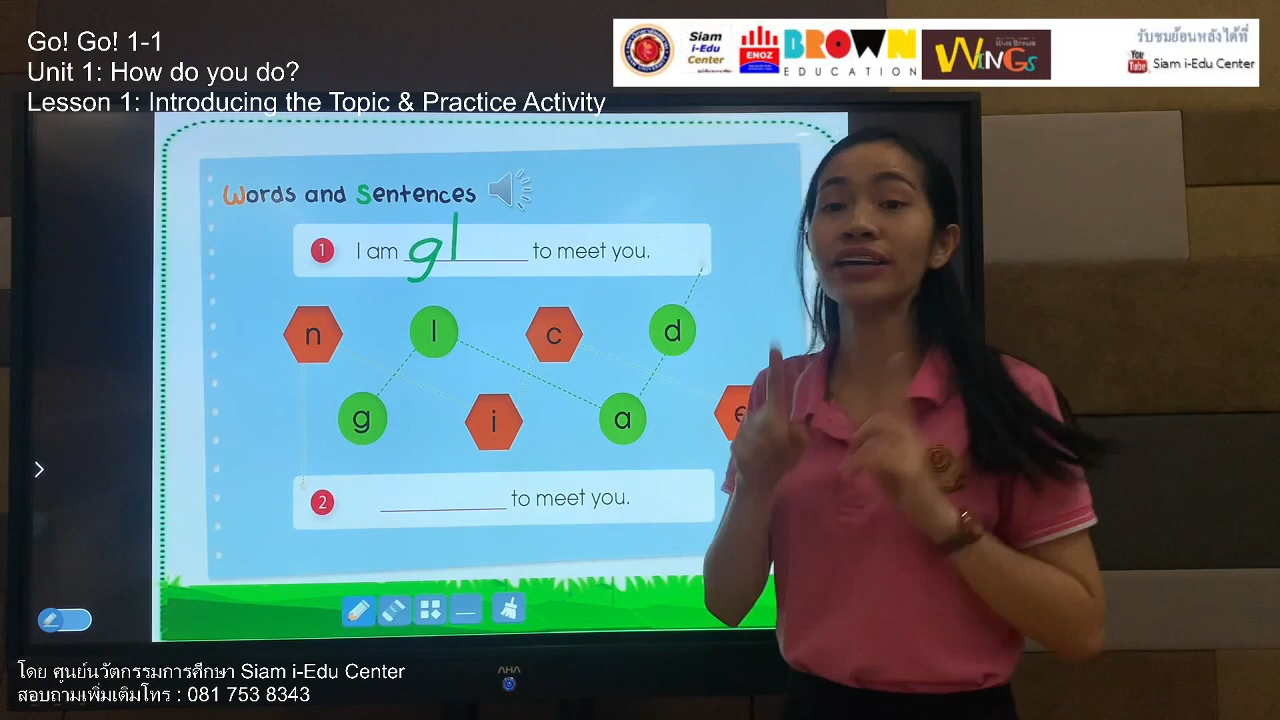 Go! Go! 1-1
Unit 1: How do you do?
Lesson 1: Introducing the Topic & Practice Activity
Siam
i-Edu
Center
ENOZ
BROWN
EDUCATION
WiNGs
รับชมย้อนหลังได้ที่
You
Tube
Siam i-Edu Center
Words and Sentences
1 I am gl to meet you.
n l c d
g i a e
2 to meet you.
AHA
โดย ศูนย์นวัตกรรมการศึกษา Siam i-Edu Center
สอบถามเพิ่มเติมโทร : 081 753 8343